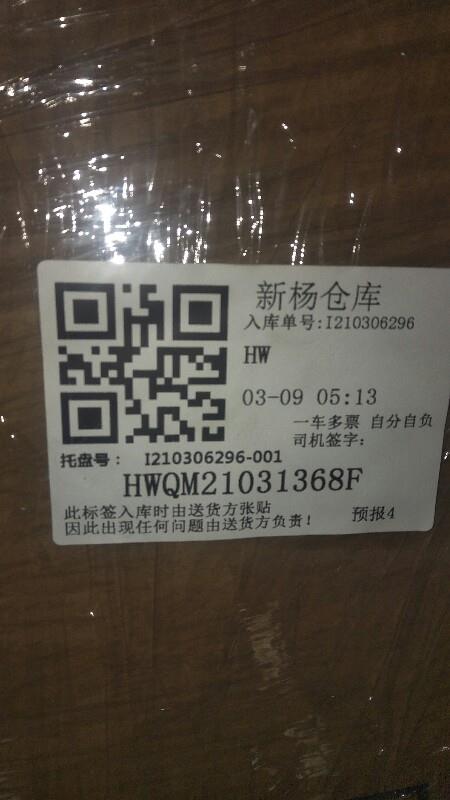 新杨仓库
入库单号:I210306296
HW
03-09 05:13
一车多票 自分自负
司机签字:
托盘号: I210306296-001
HWQM21031368F
此标签入库时由送货方张贴
因此出现任何问题由送货方负责!
预报4